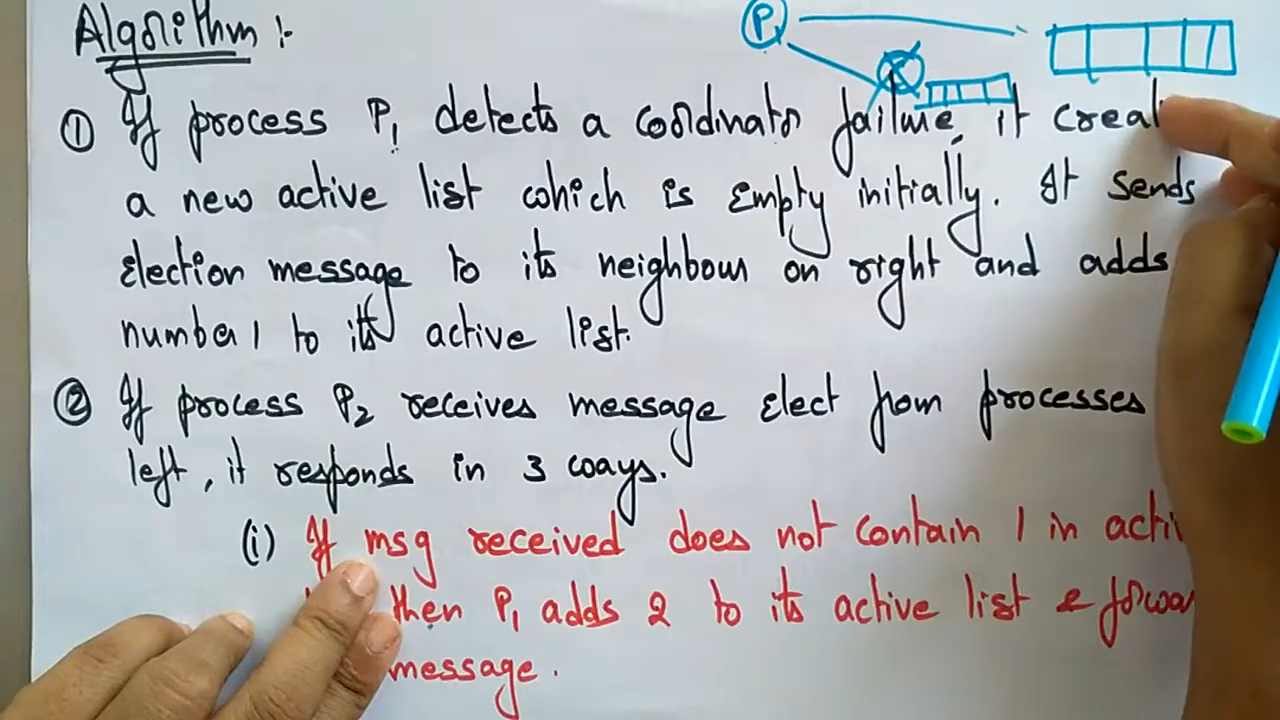 Algorithm :-
P1
① If process P1 detects a coordinator failure, it
a new active list which is Empty initially. It sends
Election message to its neighbour on right and adds
number 1 to its active list.
② If process P2 receives message Elect from processes
left, it responds in 3 ways.
(i) If msg received does not contain 1 in
then P1 adds 2 to its active list &
message.